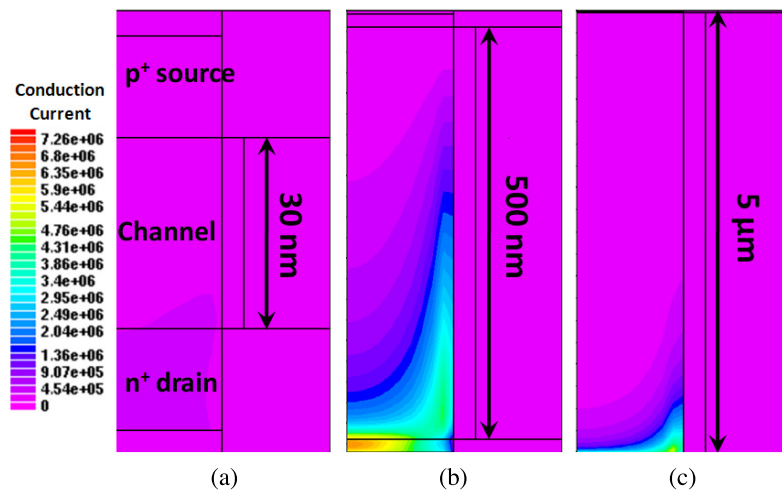 Conduction
Current
7.26e+06
6.8e+06
6.35e+06
5.9e+06
5.44e+06
4.76e+06
4.31e+06
3.86e+06
3.4e+06
2.95e+06
2.49e+06
2.04e+06
1.36e+06
9.07e+05
4.54e+05
0
p+ source
Channel
n+ drain
30 nm
500 nm
5 µm
(a)
(b)
(c)